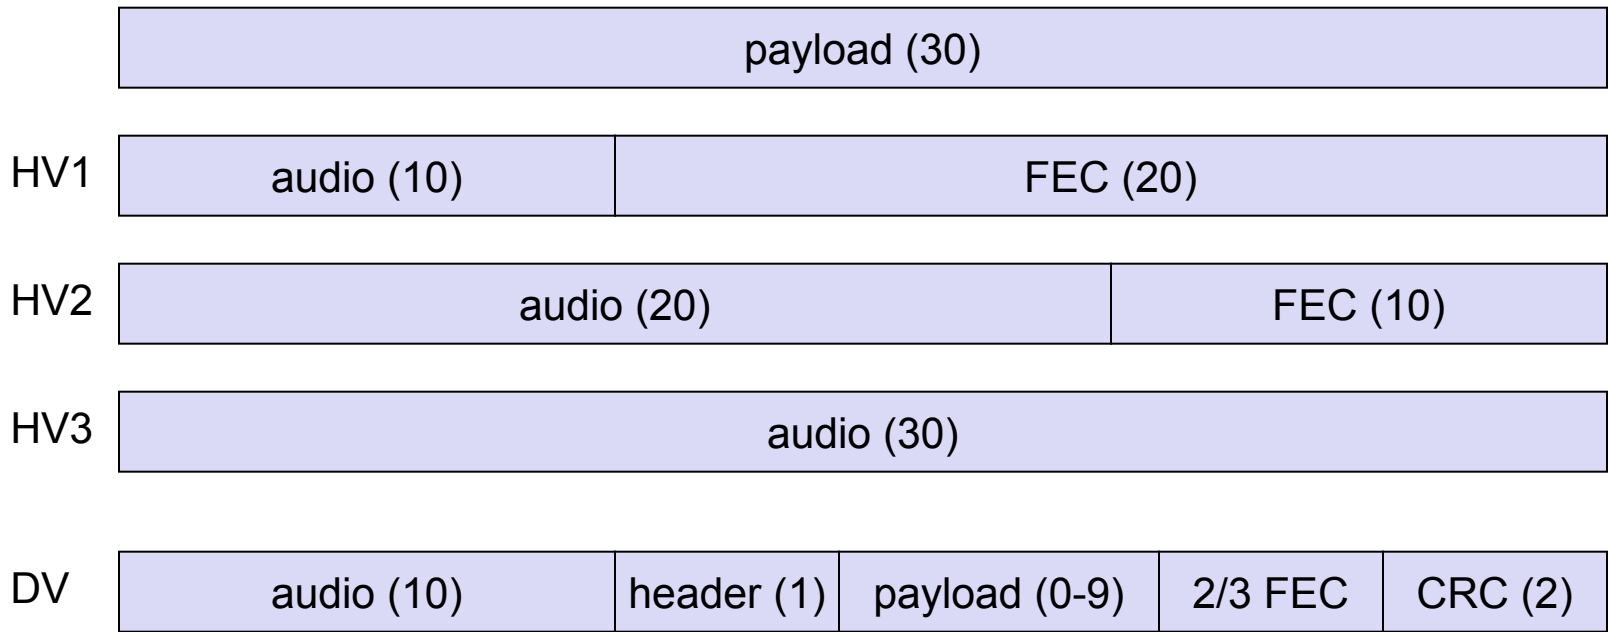 payload (30)
HV1 audio (10) FEC (20)
HV2 audio (20) FEC (10)
HV3 audio (30)
DV audio (10) header (1) payload (0-9) 2/3 FEC CRC (2)